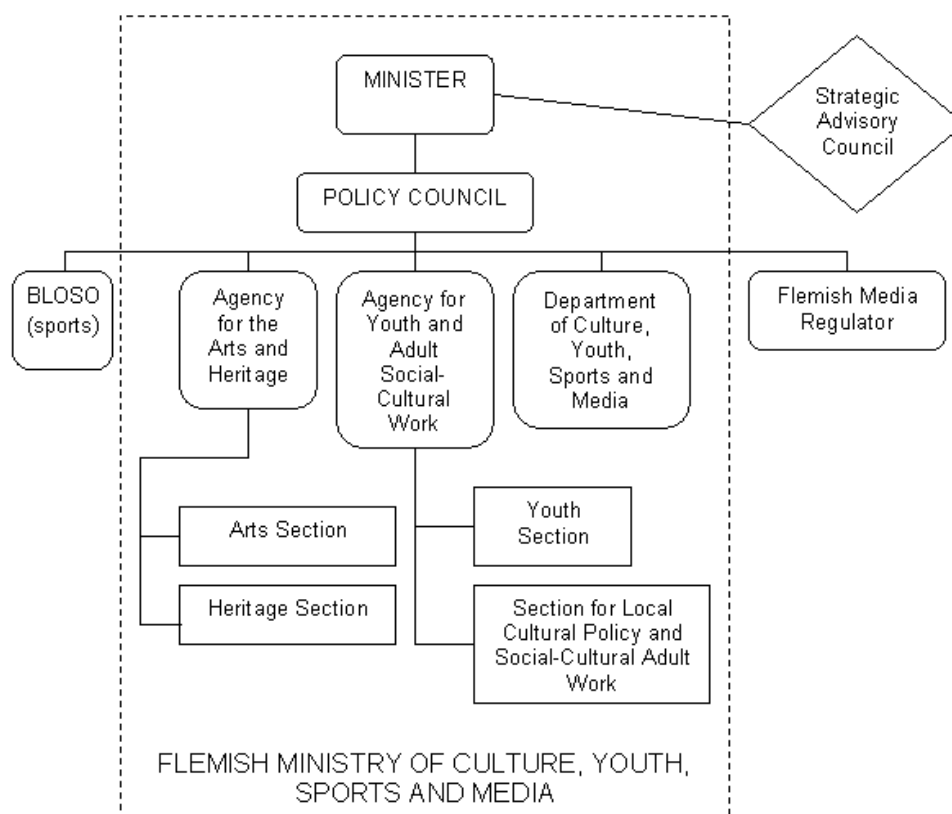 MINISTER
Strategic
Advisory
Council
POLICY COUNCIL
BLOSO
(sports)
Agency
for the
Arts and
Heritage
Agency for
Youth and
Adult
Social-
Cultural
Work
Department
of Culture,
Youth,
Sports and
Media
Flemish Media
Regulator
Arts Section
Heritage Section
Youth
Section
Section for Local
Cultural Policy and
Social-Cultural Adult
Work
FLEMISH MINISTRY OF CULTURE, YOUTH,
SPORTS AND MEDIA